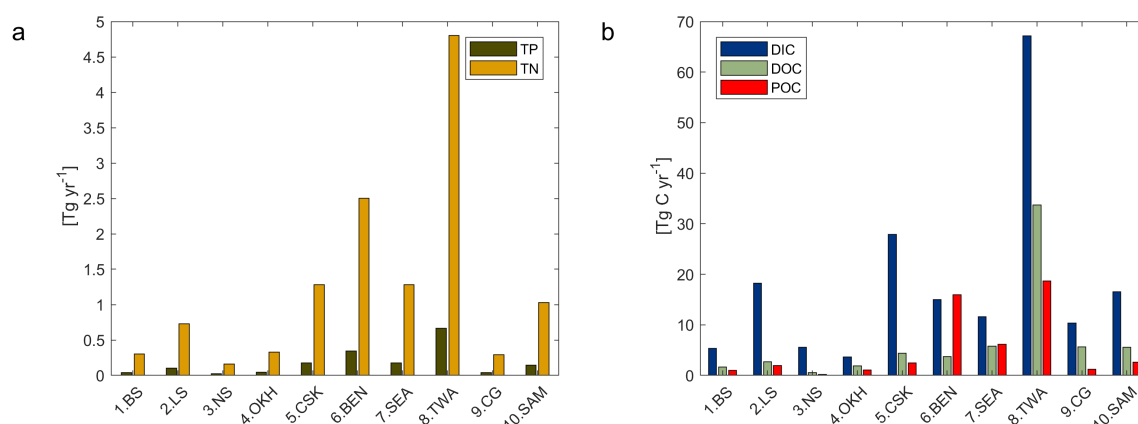 a
[Tg yr-1]
5
4.5
4
3.5
3
2.5
2
1.5
1
0.5
0
TP
TN
1.BS
2.LS
3.NS
4.OKH
5.CSK
6.BEN
7.SEA
8.TWA
9.CG
10.SAM
b
[Tg C yr-1]
70
60
50
40
30
20
10
0
DIC
DOC
POC
1.BS
2.LS
3.NS
4.OKH
5.CSK
6.BEN
7.SEA
8.TWA
9.CG
10.SAM